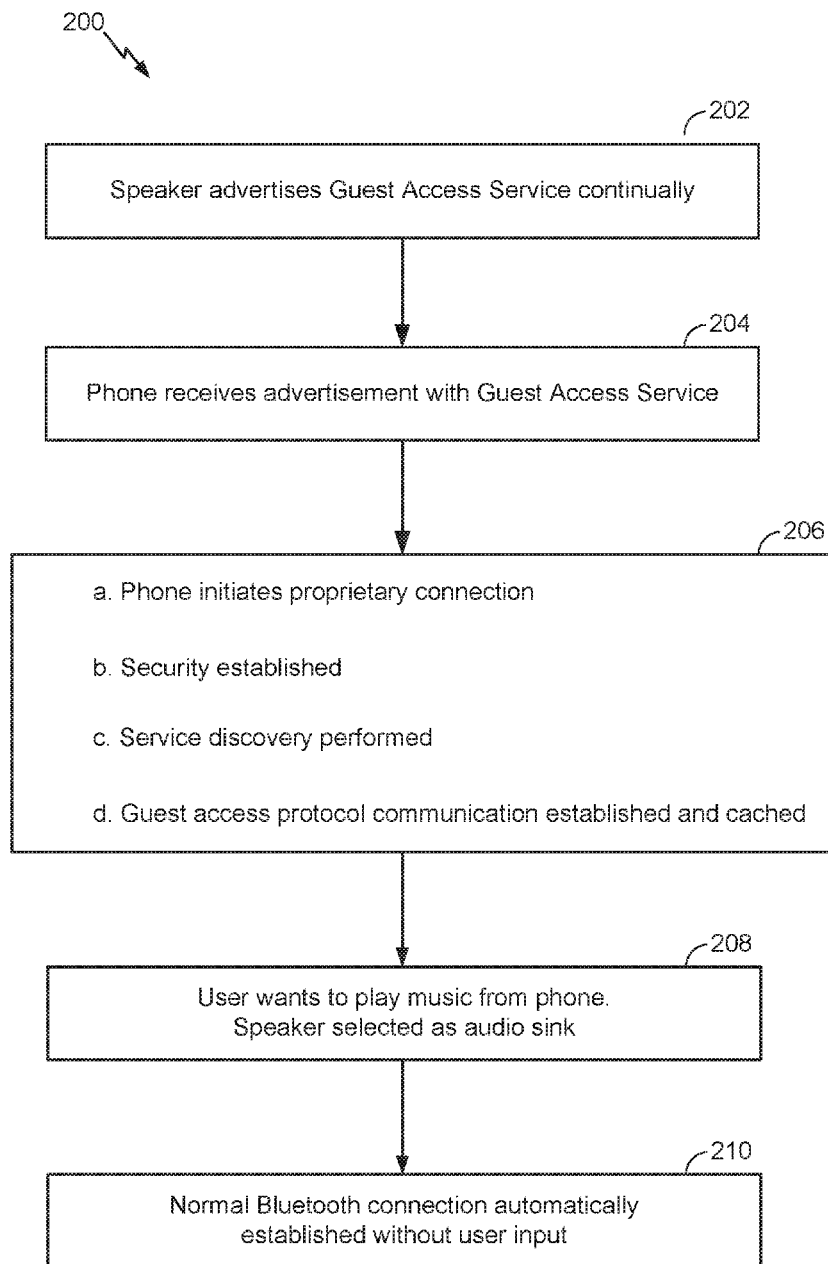 200
202
Speaker advertises Guest Access Service continually
204
Phone receives advertisement with Guest Access Service
206
a. Phone initiates proprietary connection
b. Security established
c. Service discovery performed
d. Guest access protocol communication established and cached
208
User wants to play music from phone.
Speaker selected as audio sink
210
Normal Bluetooth connection automatically
established without user input